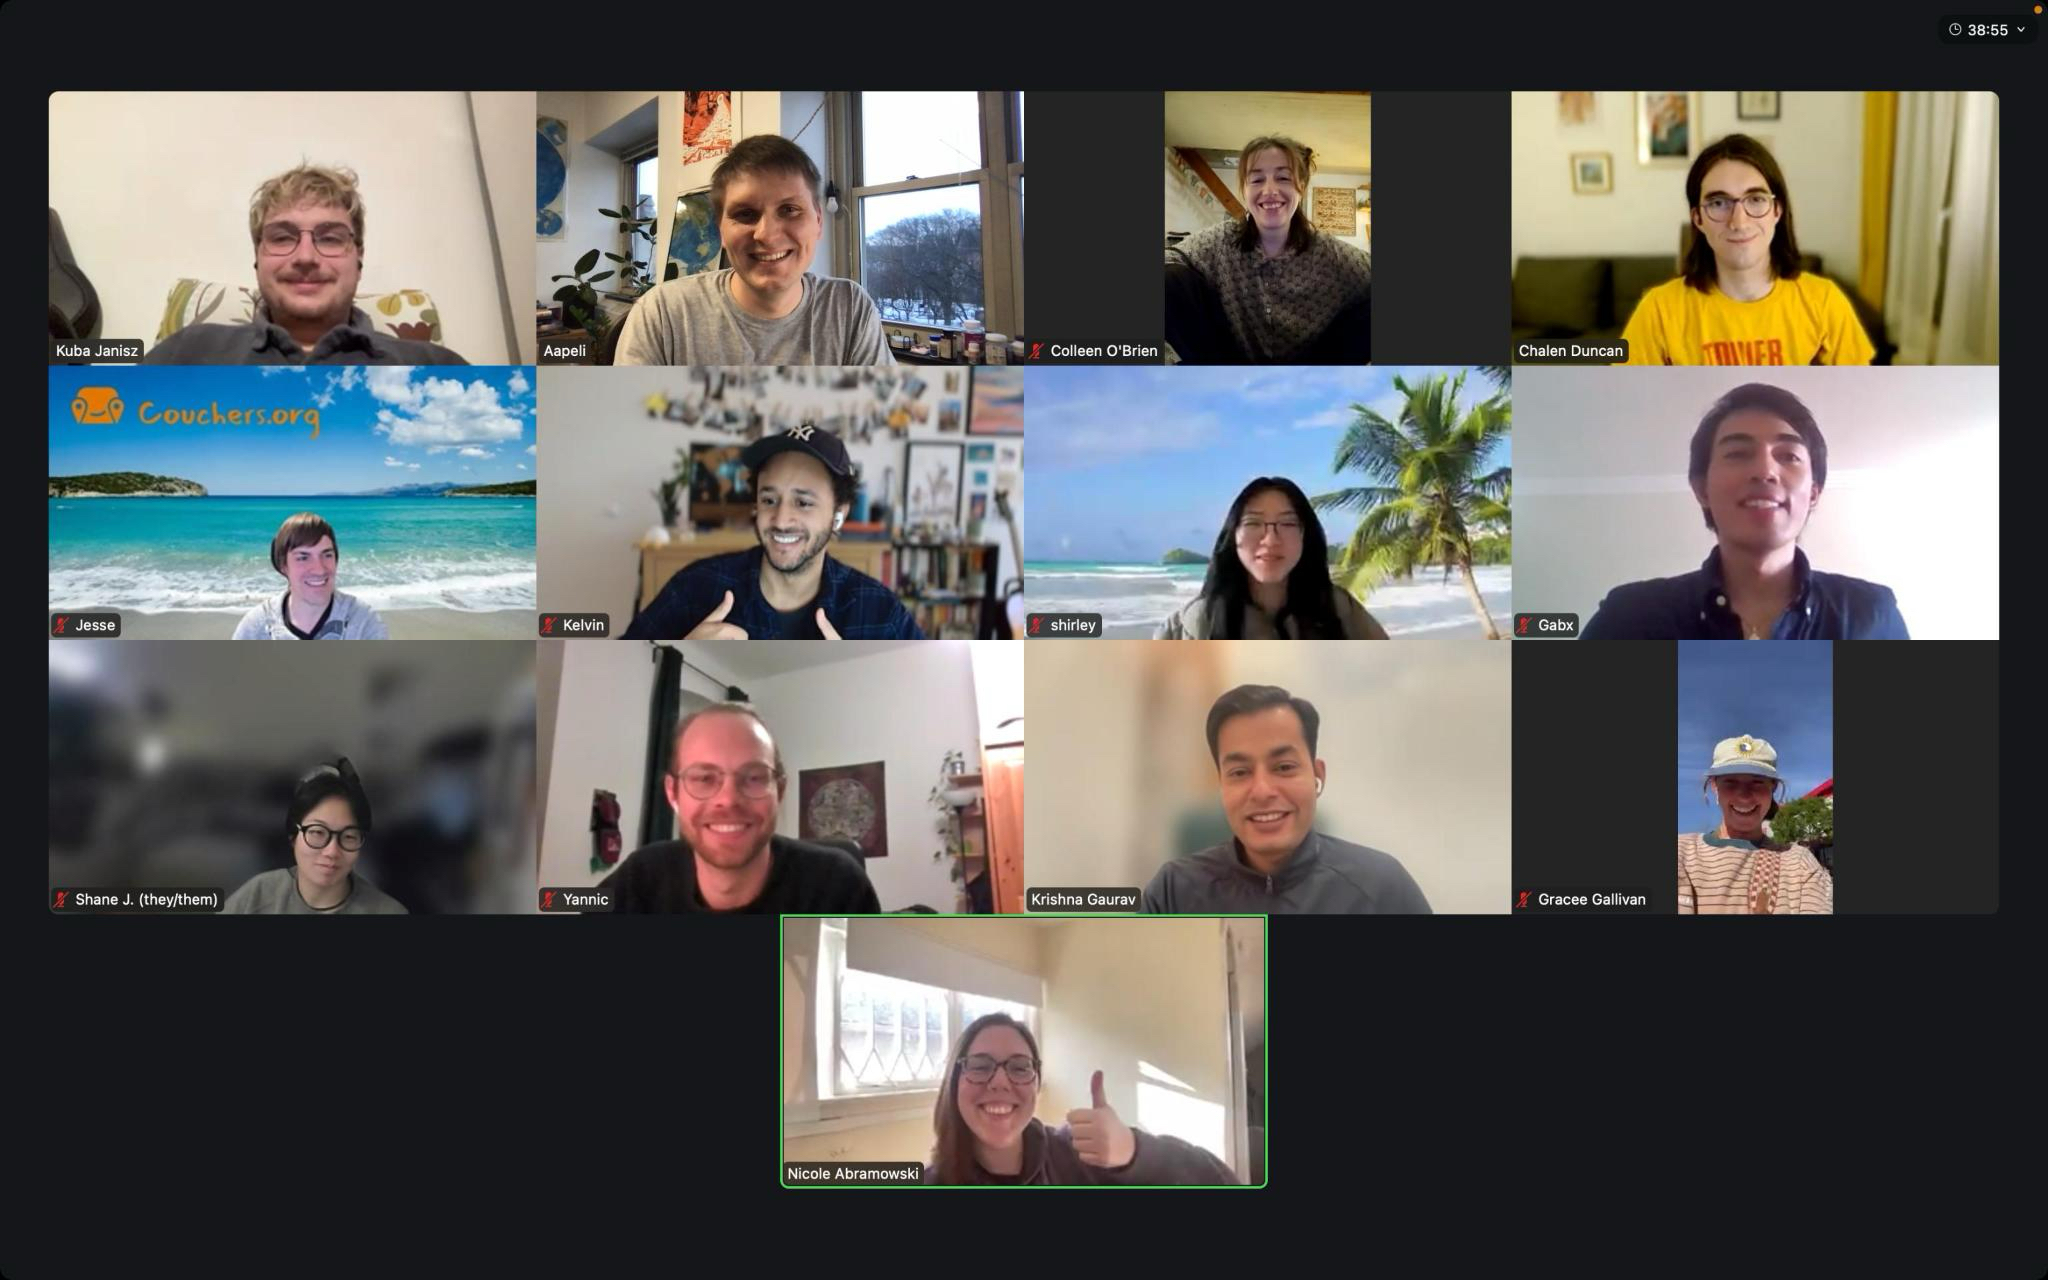 38:55
Kuba Janisz
Aapeli
Colleen O'Brien
Chalen Duncan
TOWER
Couchers.org
Jesse
Kelvin
shirley
Gabx
Shane J. (they/them)
Yannic
Krishna Gaurav
Gracee Gallivan
Nicole Abramowski